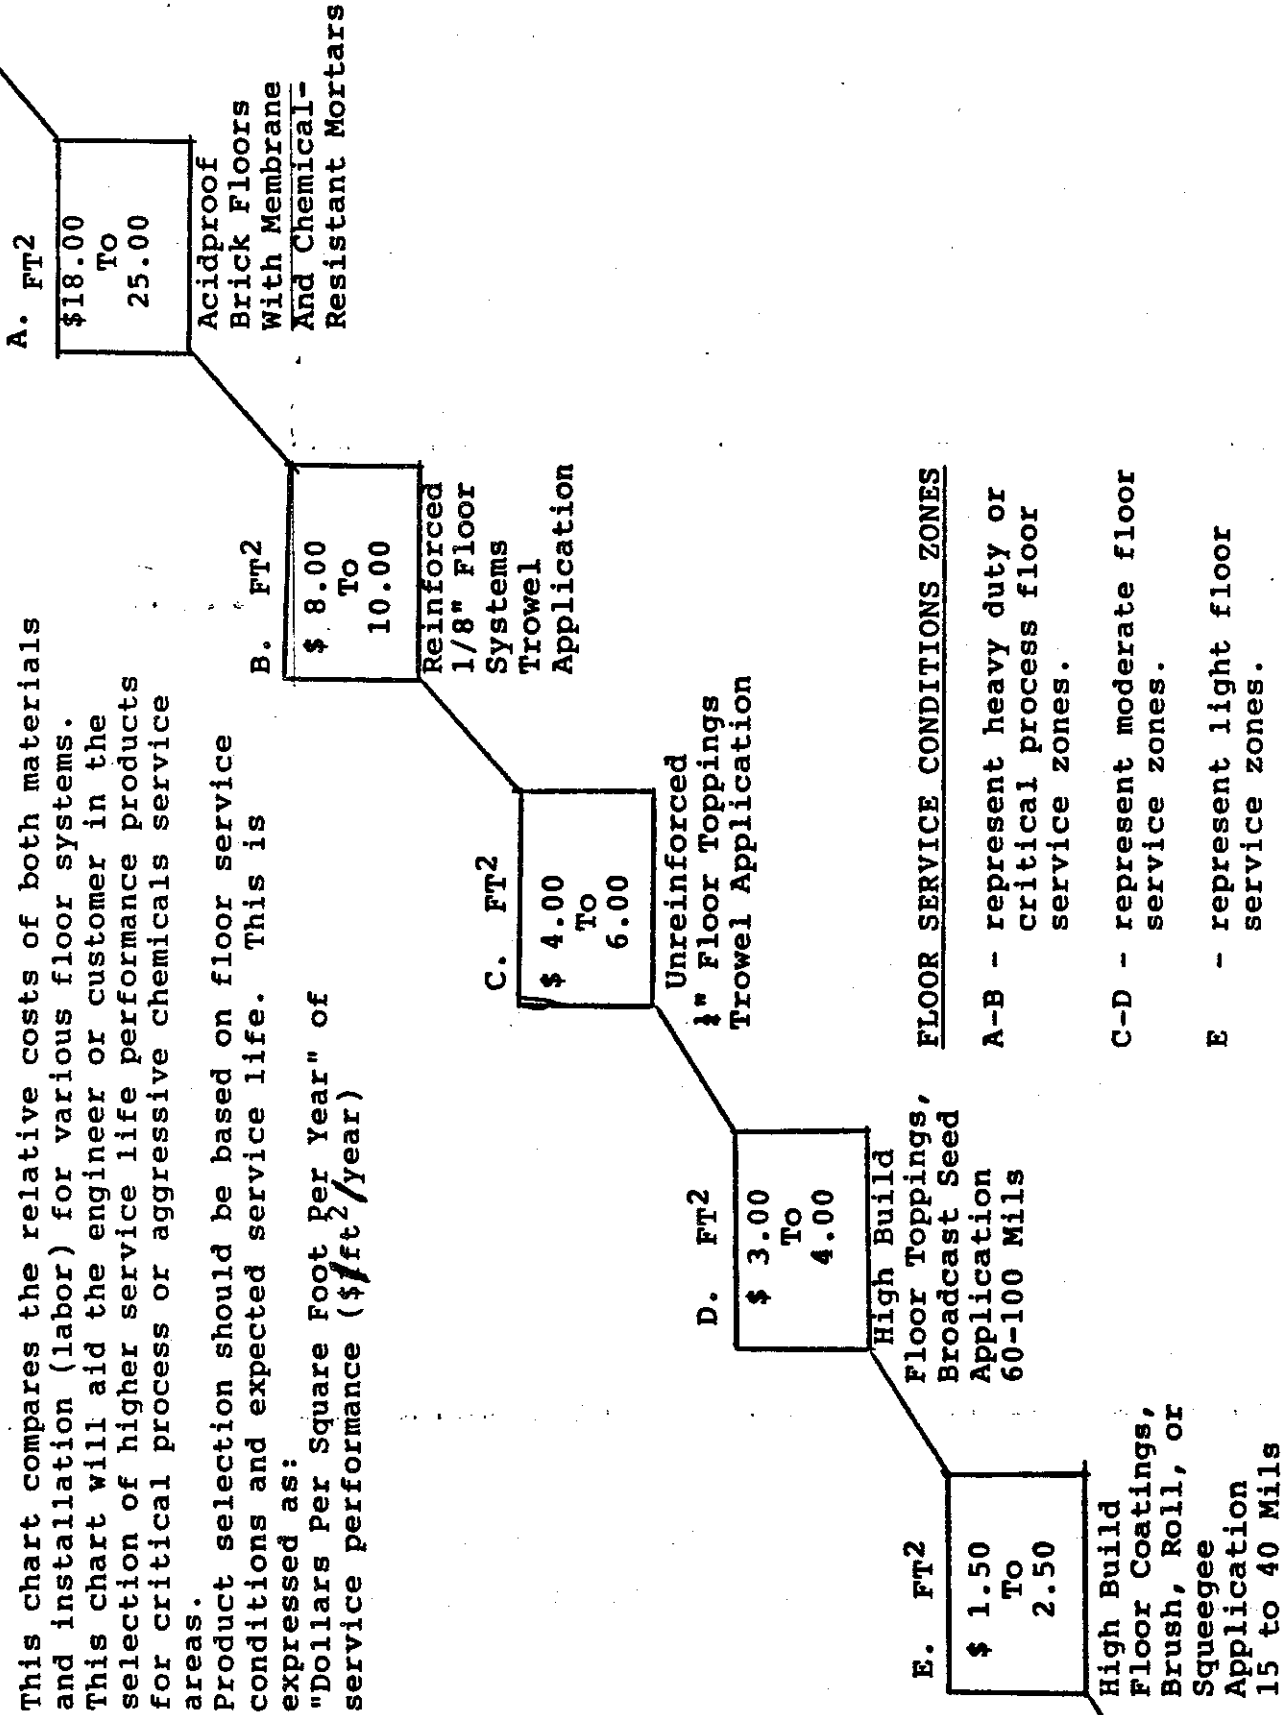 This chart compares the relative costs of both materials
and installation (labor) for various floor systems.
This chart will aid the engineer or customer in the
selection of higher service life performance products
for critical process or aggressive chemicals service
areas.
Product selection should be based on floor service
conditions and expected service life. This is
expressed as:
"Dollars Per Square Foot Per Year" of
service performance ($/ft²/year)
A. FT²
$18.00
To
25.00
Acidproof
Brick Floors
With Membrane
And Chemical-
Resistant Mortars
B. FT²
$ 8.00
To
10.00
Reinforced
1/8" Floor
Systems
Trowel
Application
C. FT²
$ 4.00
To
6.00
Unreinforced
" Floor Toppings
Trowel Application
D. FT²
$ 3.00
To
4.00
High Build
Floor Toppings,
Broadcast Seed
Application
60-100 Mils
E. FT²
$ 1.50
To
2.50
High Build
Floor Coatings,
Brush, Roll, or
Squeegee
Application
15 to 40 Mils
FLOOR SERVICE CONDITIONS ZONES
A-B - represent heavy duty or
critical process floor
service zones.
C-D - represent moderate floor
service zones.
E - represent light floor
service zones.